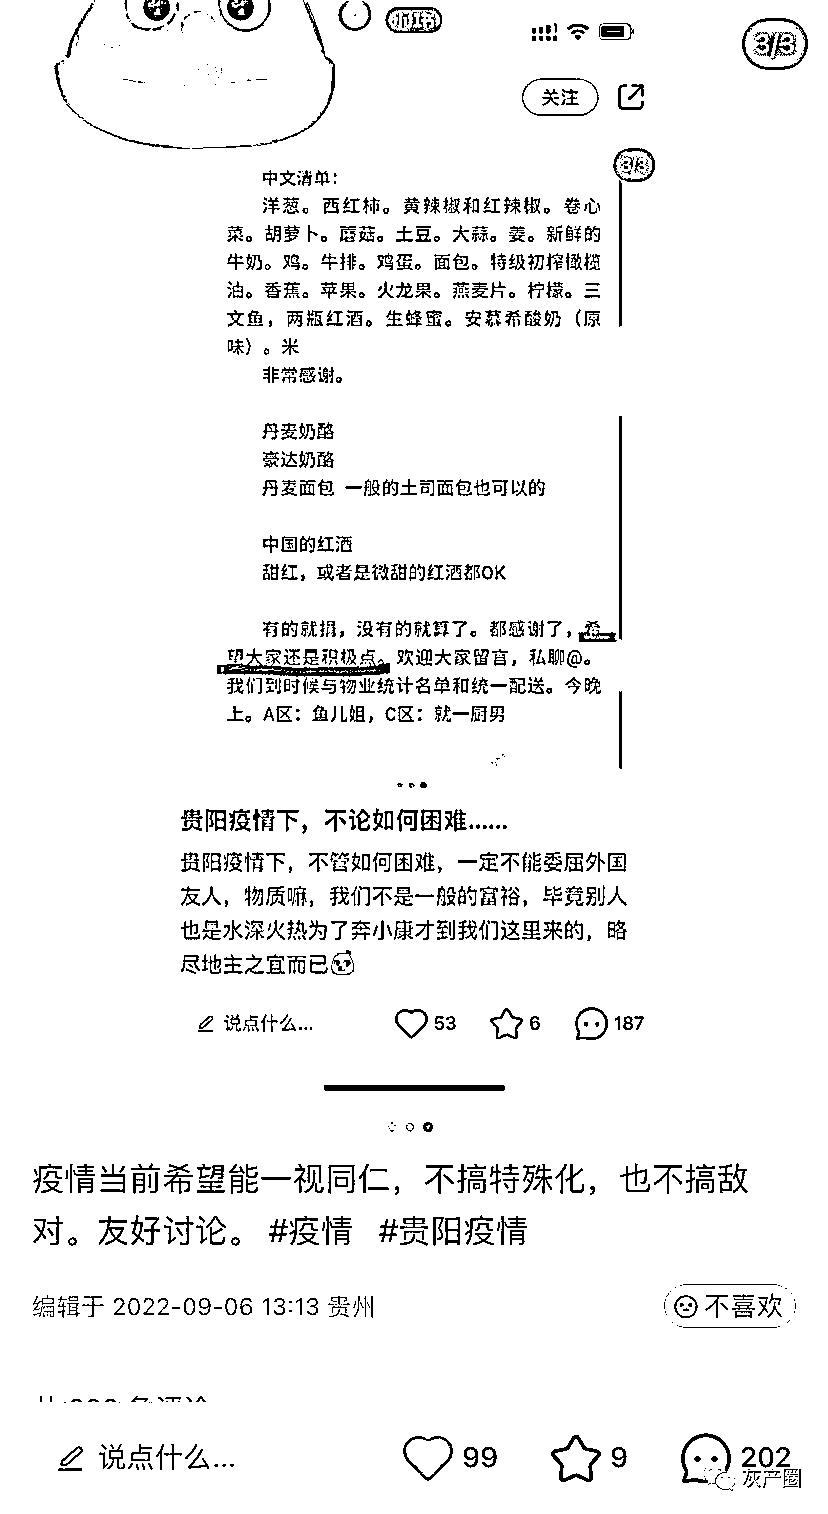 3/3
关注
3/3
中文清单：
洋葱。西红柿。黄辣椒和红辣椒。卷心
菜。胡萝卜。蘑菇。土豆。大蒜。姜。新鲜的
牛奶。鸡。牛排。鸡蛋。面包。特级初榨橄榄
油。香蕉。苹果。火龙果。燕麦片。柠檬。三
文鱼，两瓶红酒。生蜂蜜。安慕希酸奶（原
味）。米
非常感谢。
丹麦奶酪
豪达奶酪
丹麦面包 一般的土司面包也可以的
中国的红酒
甜红，或者是微甜的红酒都OK
有的就捐，没有的就算了。都感谢了，希
望大家还是积极点。欢迎大家留言，私聊@。
我们到时候与物业统计名单和统一配送。今晚
上。A区：鱼儿姐，C区：就一厨男
贵阳疫情下，不论如何困难......
贵阳疫情下，不管如何困难，一定不能委屈外国
友人，物质嘛，我们不是一般的富裕，毕竟别人
也是水深火热为了奔小康才到我们这里来的，略
尽地主之宜而已
说点什么... 53 6 187
疫情当前希望能一视同仁，不搞特殊化，也不搞敌
对。友好讨论。 #疫情 #贵阳疫情
编辑于 2022-09-06 13:13 贵州 不喜欢
说点什么... 99 9 202
灰产圈